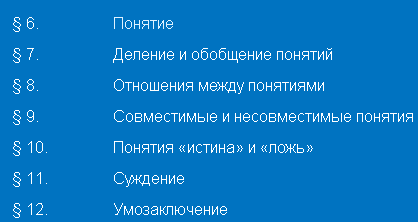 § 6. Понятие
§ 7. Деление и обобщение понятий
§ 8. Отношения между понятиями
§ 9. Совместимые и несовместимые понятия
§ 10. Понятия «истина» и «ложь»
§ 11. Суждение
§ 12. Умозаключение